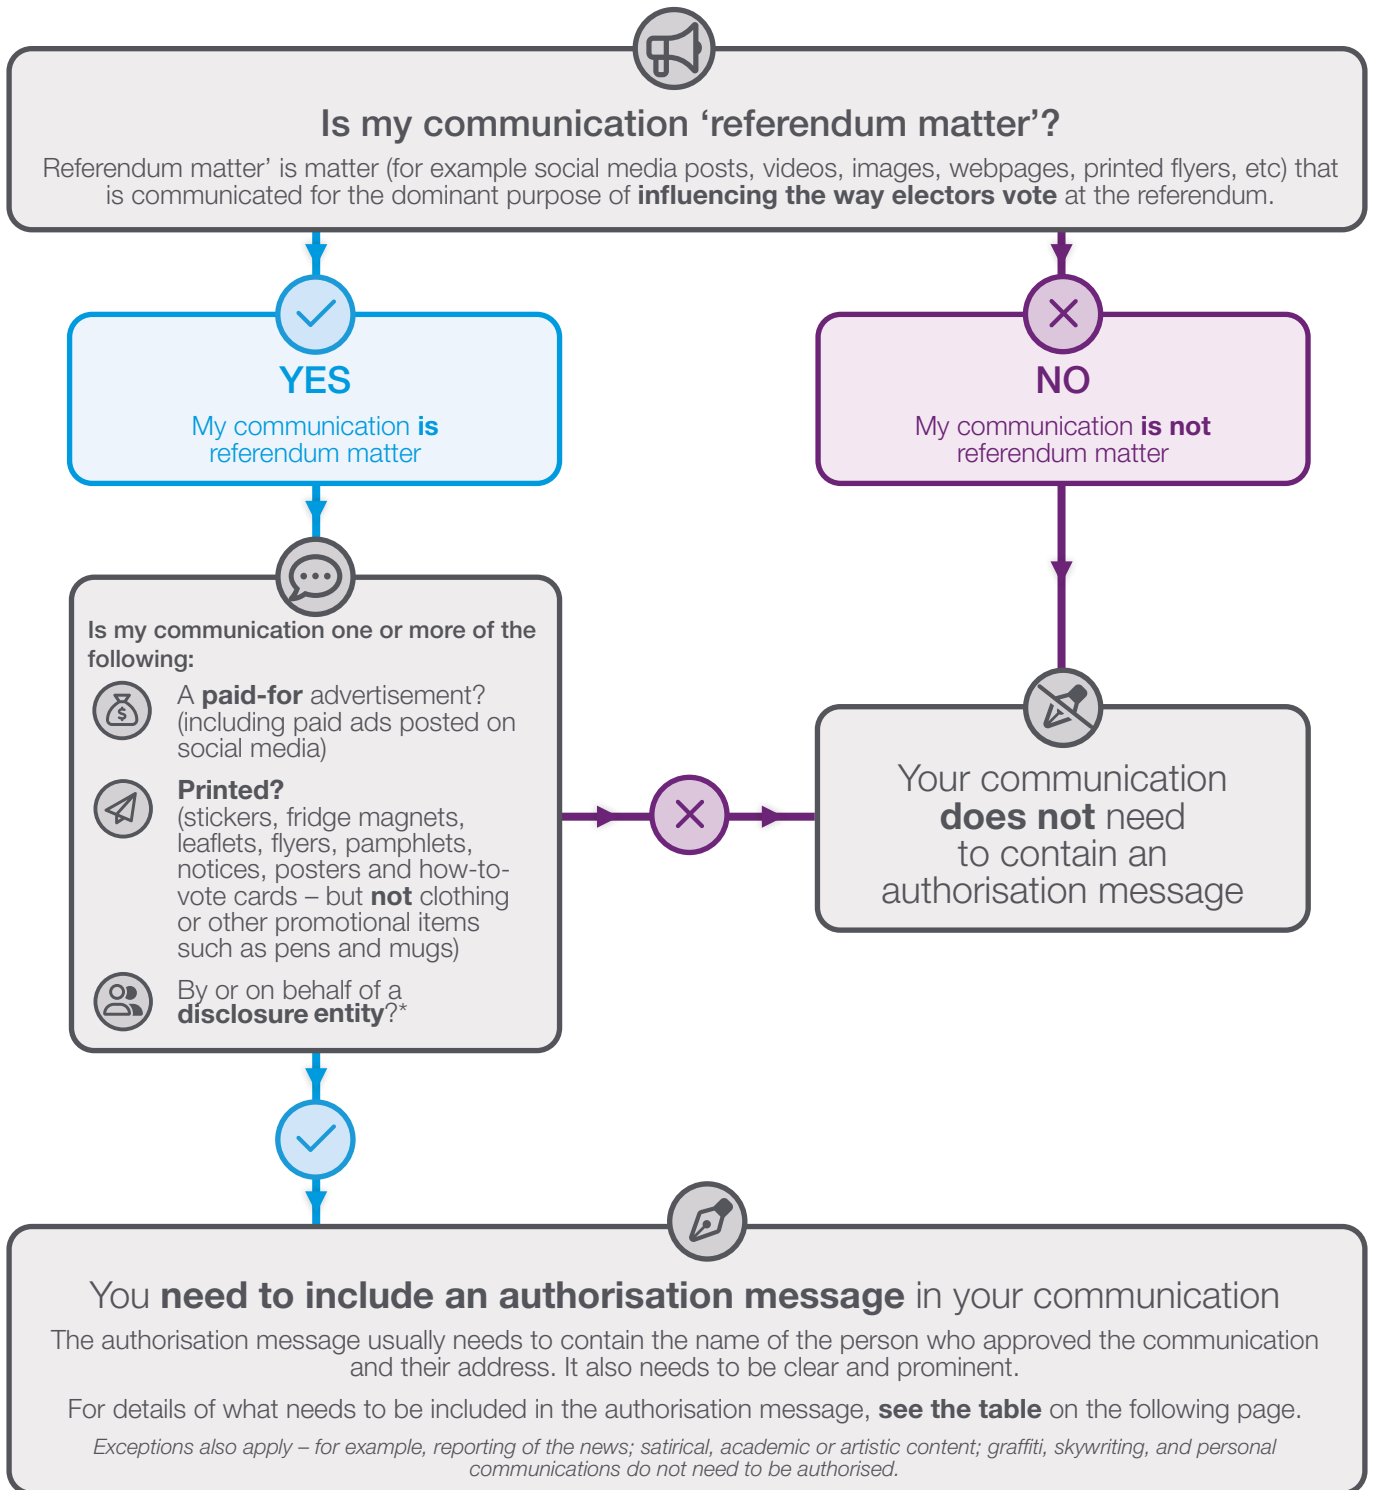 Is my communication ‘referendum matter’?
Referendum matter’ is matter (for example social media posts, videos, images, webpages, printed flyers, etc) that
is communicated for the dominant purpose of influencing the way electors vote at the referendum.
YES
My communication is
referendum matter
NO
My communication is not
referendum matter
Is my communication one or more of the
following:
A paid-for advertisement?
(including paid ads posted on
social media)
Printed?
(stickers, fridge magnets,
leaflets, flyers, pamphlets,
notices, posters and how-to-
vote cards – but not clothing
or other promotional items
such as pens and mugs)
By or on behalf of a
disclosure entity?*
Your communication
does not need
to contain an
authorisation message
You need to include an authorisation message in your communication
The authorisation message usually needs to contain the name of the person who approved the communication
and their address. It also needs to be clear and prominent.
For details of what needs to be included in the authorisation message, see the table on the following page.
Exceptions also apply – for example, reporting of the news; satirical, academic or artistic content; graffiti, skywriting, and personal
communications do not need to be authorised.